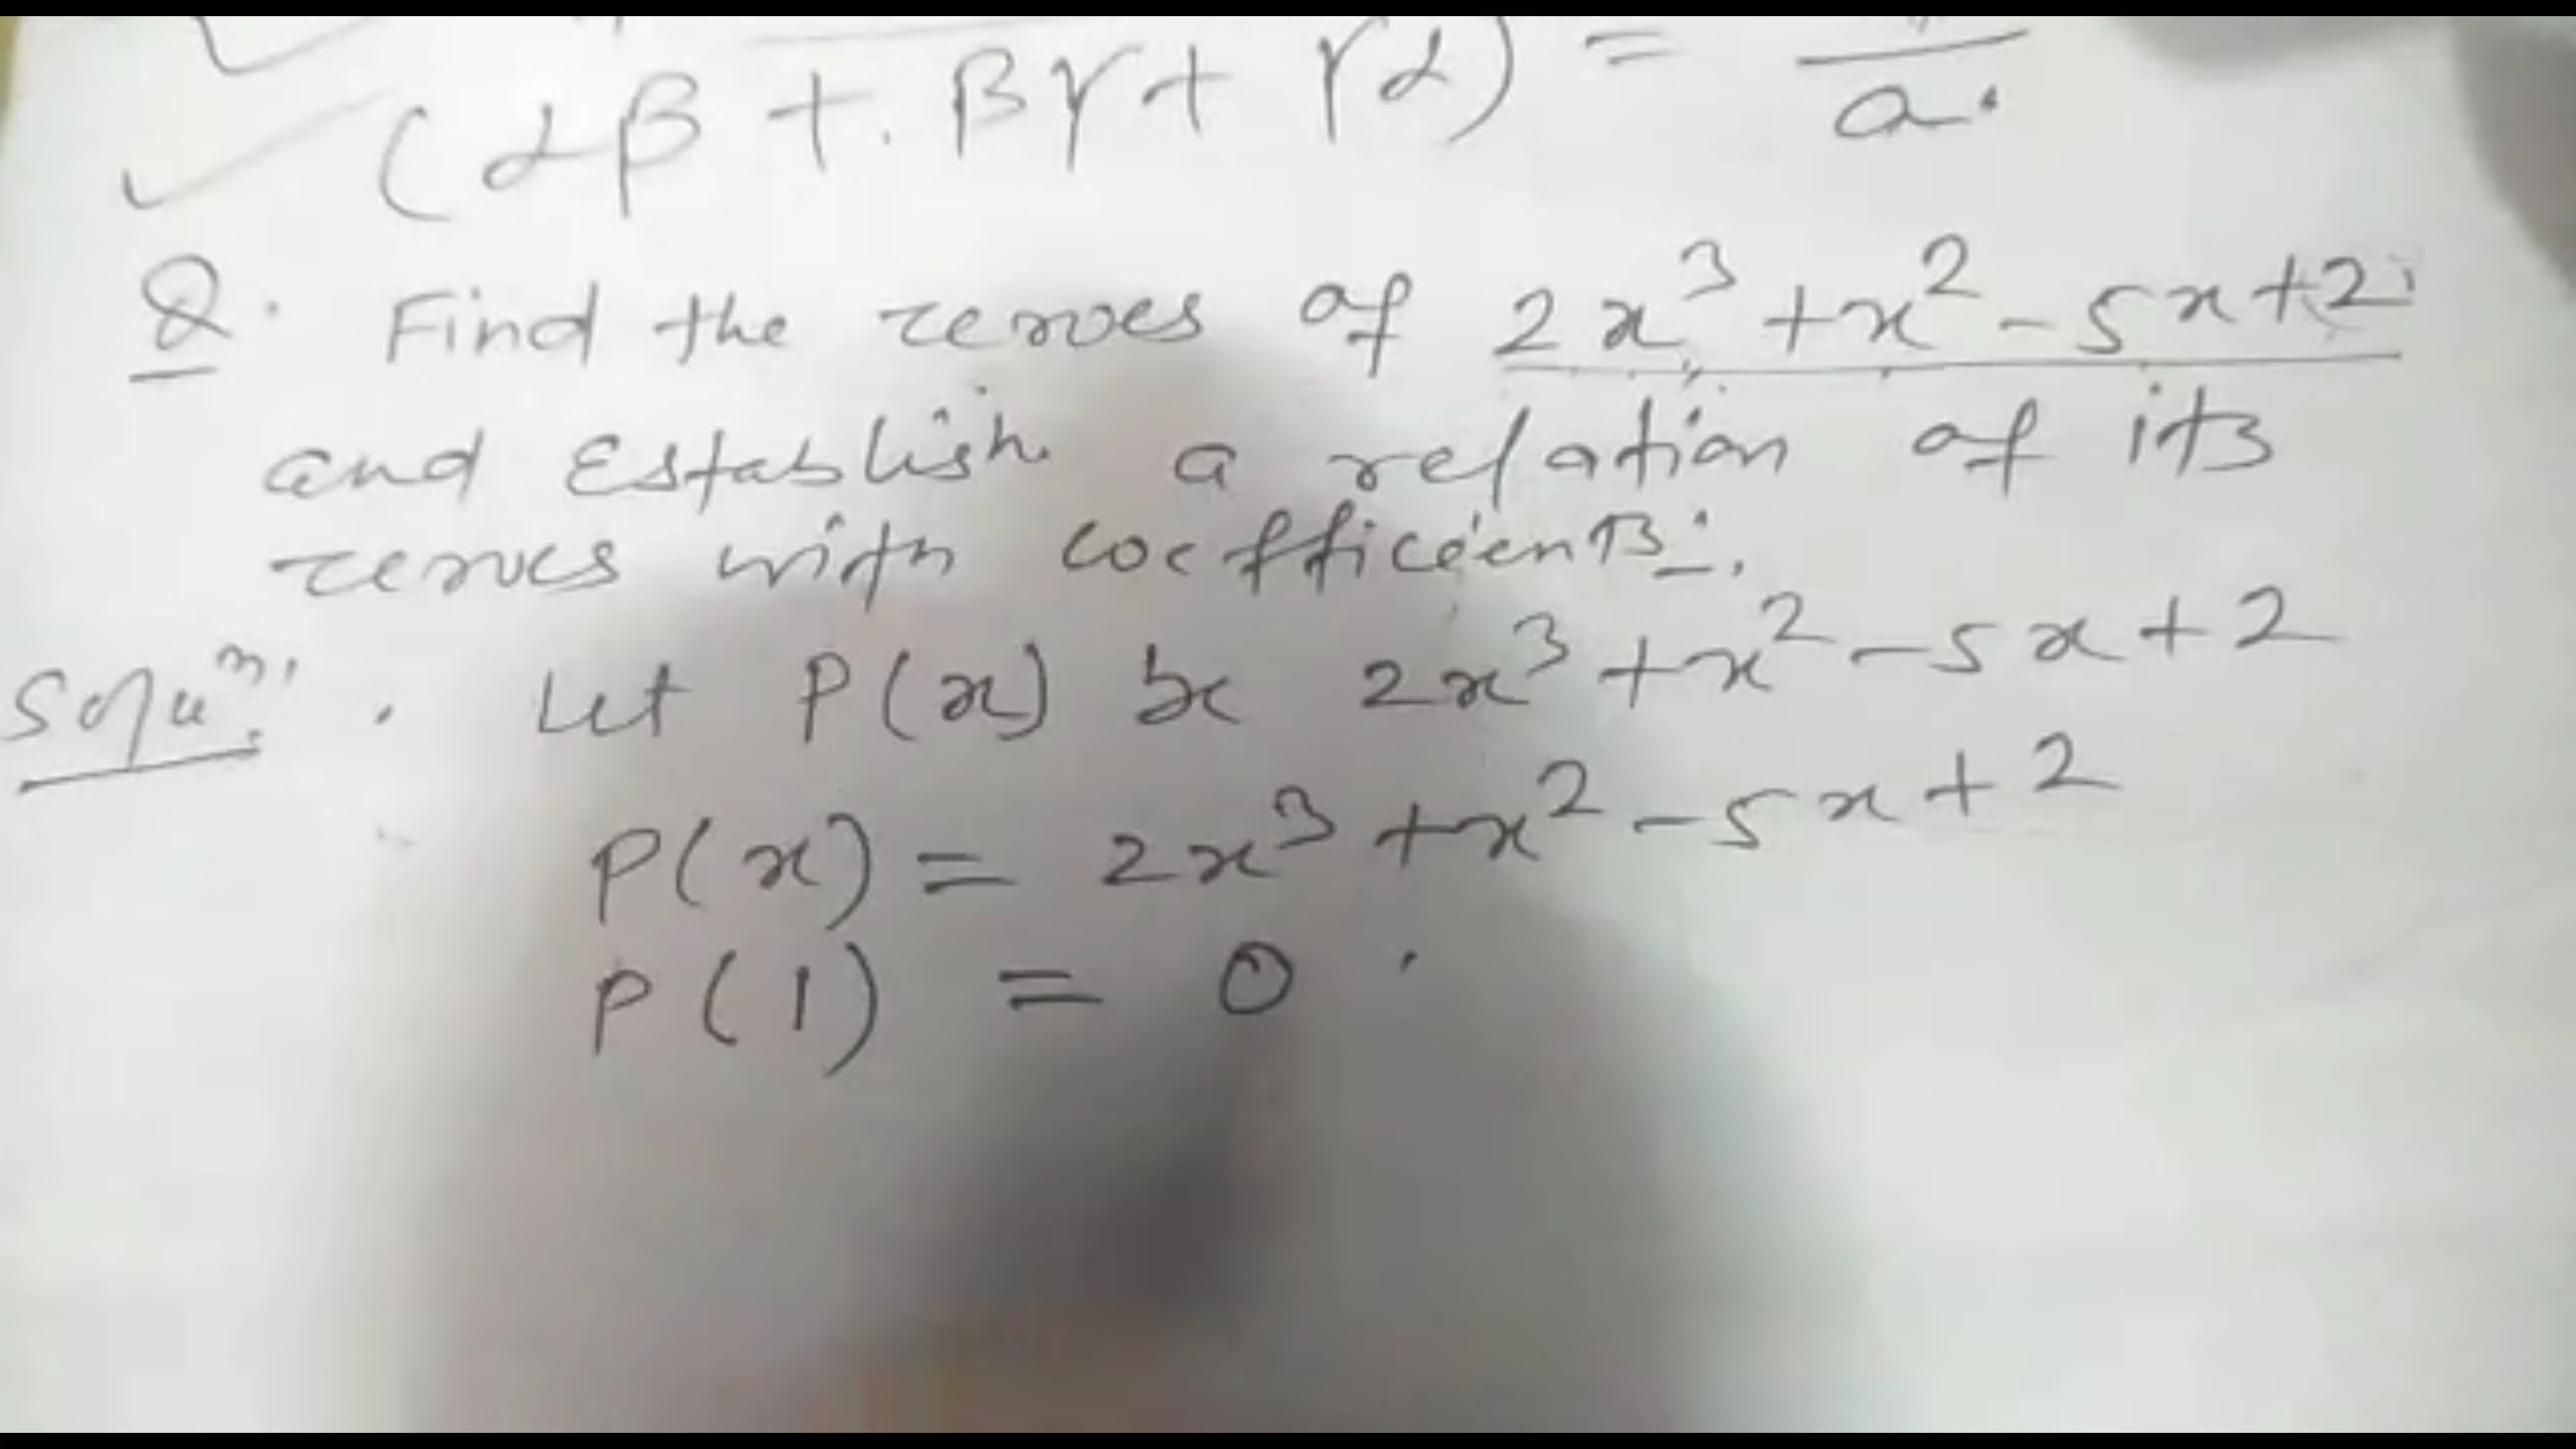 (αβ + βγ + γα) = /a.
Q. Find the zeroes of 2x³ + x² - 5x + 2
and Establish a relation of its
zeroes with coefficients:.
Let P(x) be 2x³ + x² - 5x + 2
P(x) = 2x³ + x² - 5x + 2
P(1) = 0.